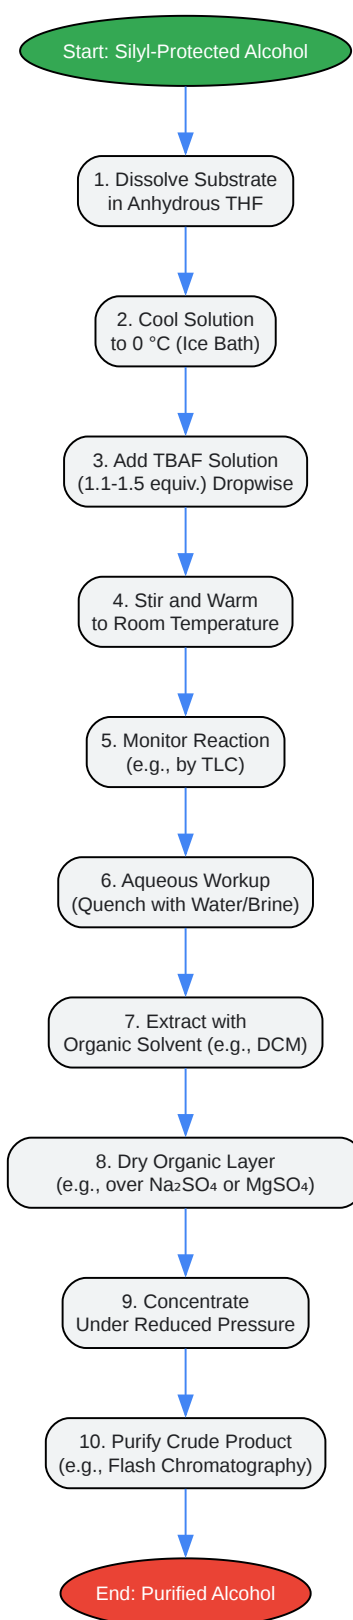 Start: Silyl-Protected Alcohol
1. Dissolve Substrate
in Anhydrous THF
2. Cool Solution
to 0 °C (Ice Bath)
3. Add TBAF Solution
(1.1-1.5 equiv.) Dropwise
4. Stir and Warm
to Room Temperature
5. Monitor Reaction
(e.g., by TLC)
6. Aqueous Workup
(Quench with Water/Brine)
7. Extract with
Organic Solvent (e.g., DCM)
8. Dry Organic Layer
(e.g., over Na₂SO₄ or MgSO₄)
9. Concentrate
Under Reduced Pressure
10. Purify Crude Product
(e.g., Flash Chromatography)
End: Purified Alcohol